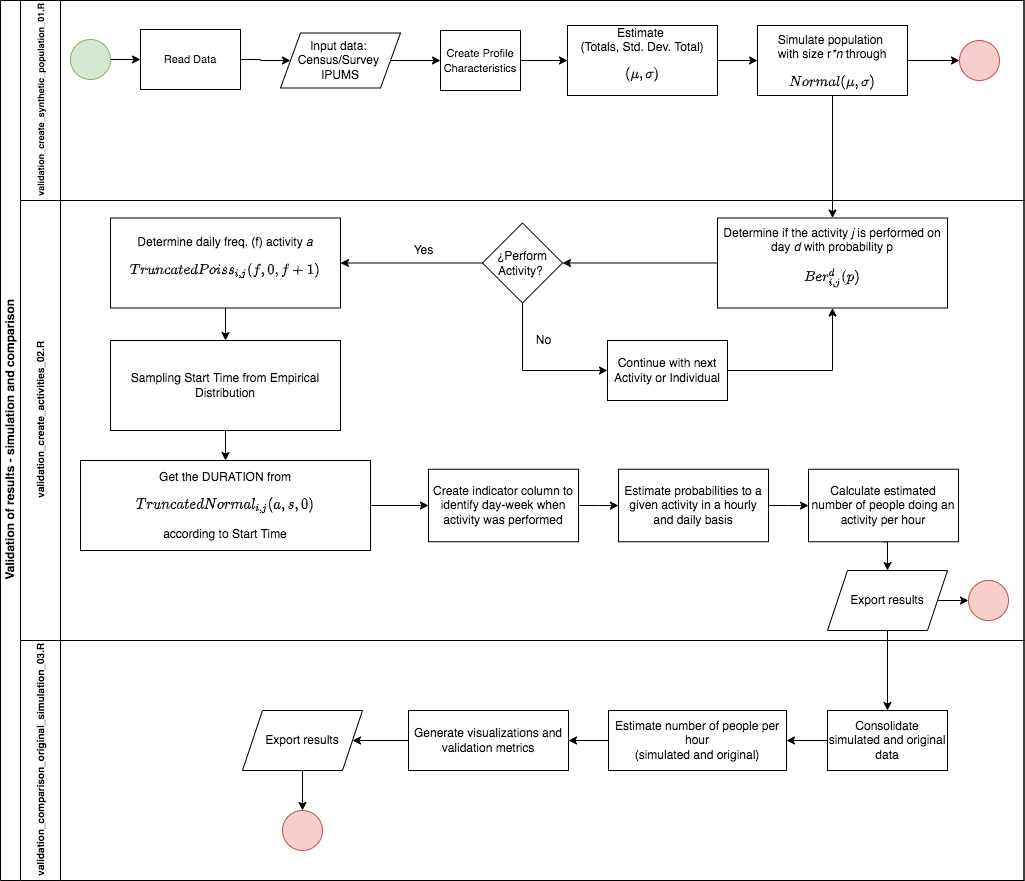 Validation of results - simulation and comparison
validation_create_synthetic_population_01.R
Read Data
Input data:
Census/Survey
IPUMS
Create Profile
Characteristics
Estimate
(Totals, Std. Dev. Total)
(μ, σ)
Simulate population
with size r*n through
Normal(μ, σ)
validation_create_activities_02.R
Determine daily freq. (f) activity a
TruncatedPoiss_{i,j}(f, 0, f + 1)
Yes
¿Perform
Activity?
Determine if the activity j is performed on
day d with probability p
Ber^d_{i,j}(p)
No
Continue with next
Activity or Individual
Sampling Start Time from Empirical
Distribution
Get the DURATION from
TruncatedNormal_{i,j}(a, s, 0)
according to Start Time
Create indicator column to
identify day-week when
activity was performed
Estimate probabilities to a
given activity in a hourly
and daily basis
Calculate estimated
number of people doing an
activity per hour
Export results
validation_comparison_original_simulation_03.R
Export results
Generate visualizations and
validation metrics
Estimate number of people per
hour
(simulated and original)
Consolidate
simulated and original
data